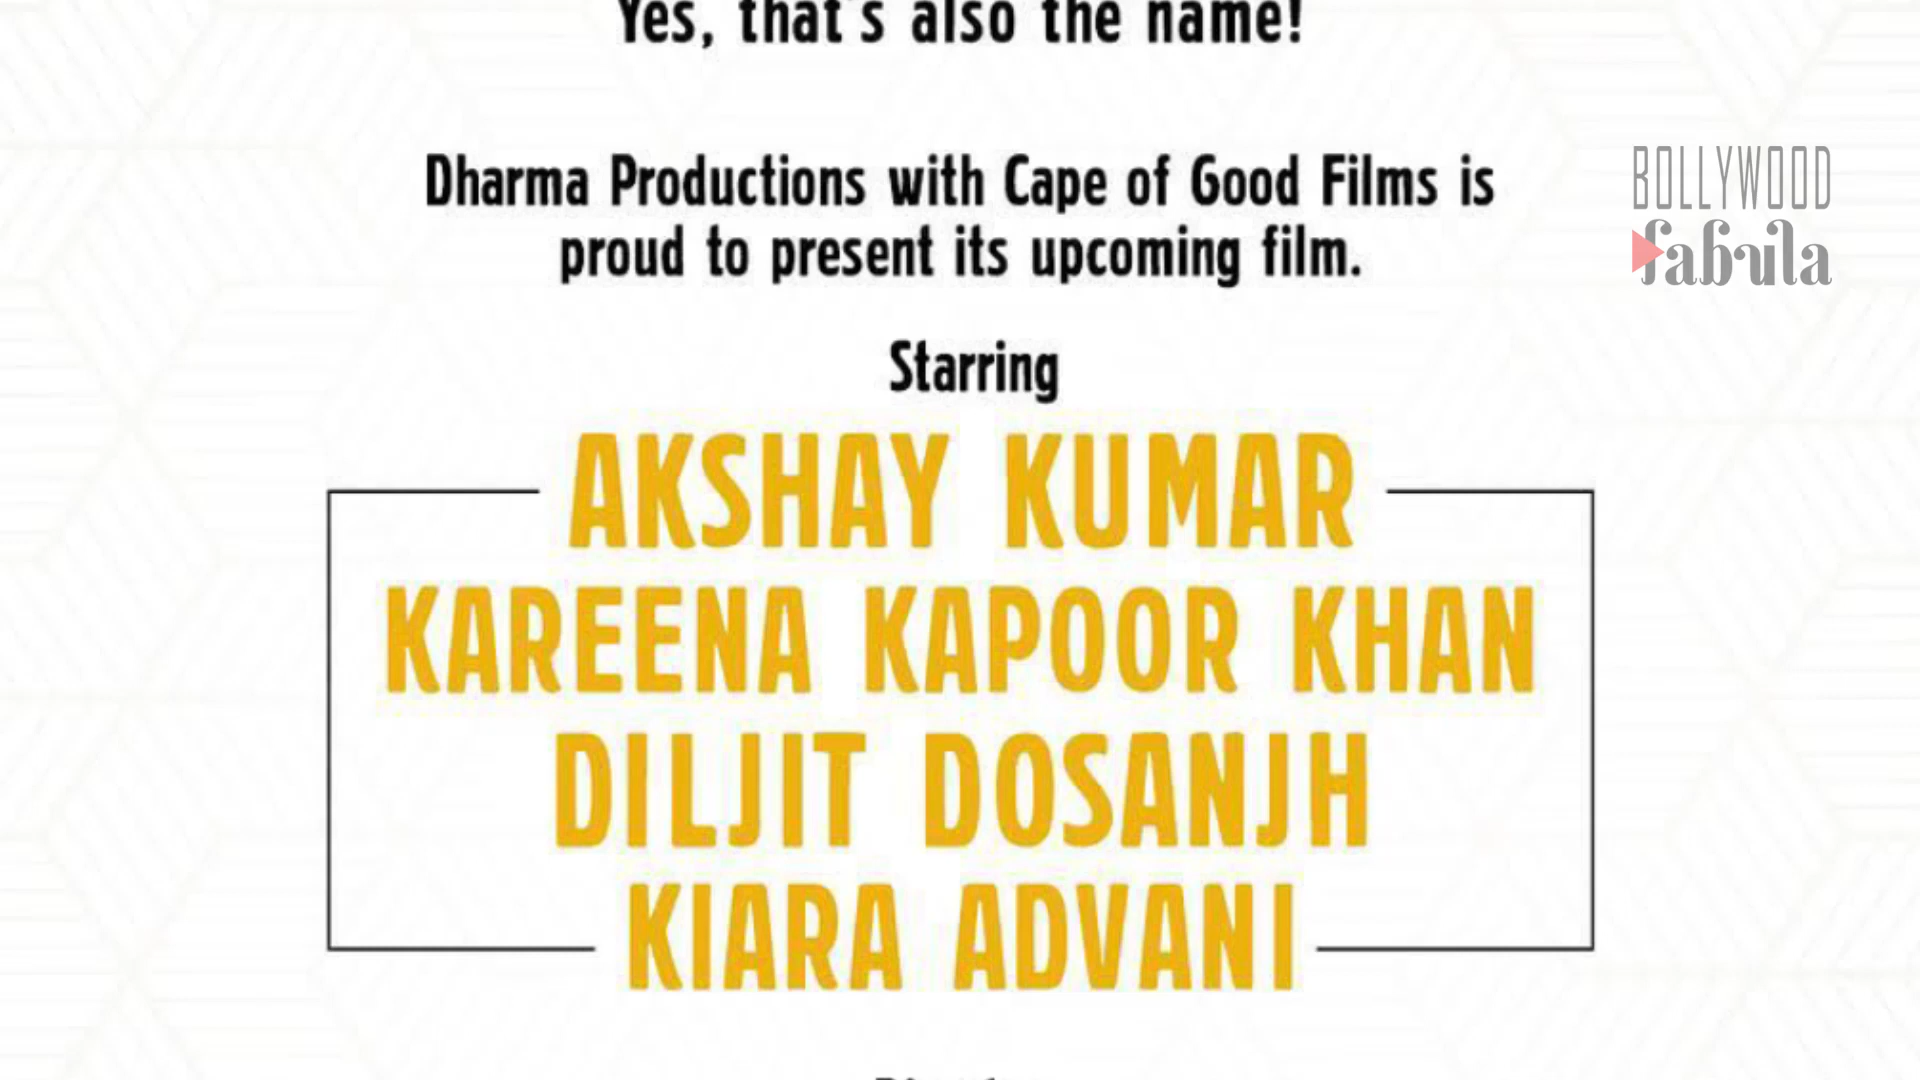 Yes, that's also the name!
Dharma Productions with Cape of Good Films is
proud to present its upcoming film.
BOLLYWOOD
fabula
Starring
AKSHAY KUMAR
KAREENA KAPOOR KHAN
DILJIT DOSANJH
KIARA ADVANI